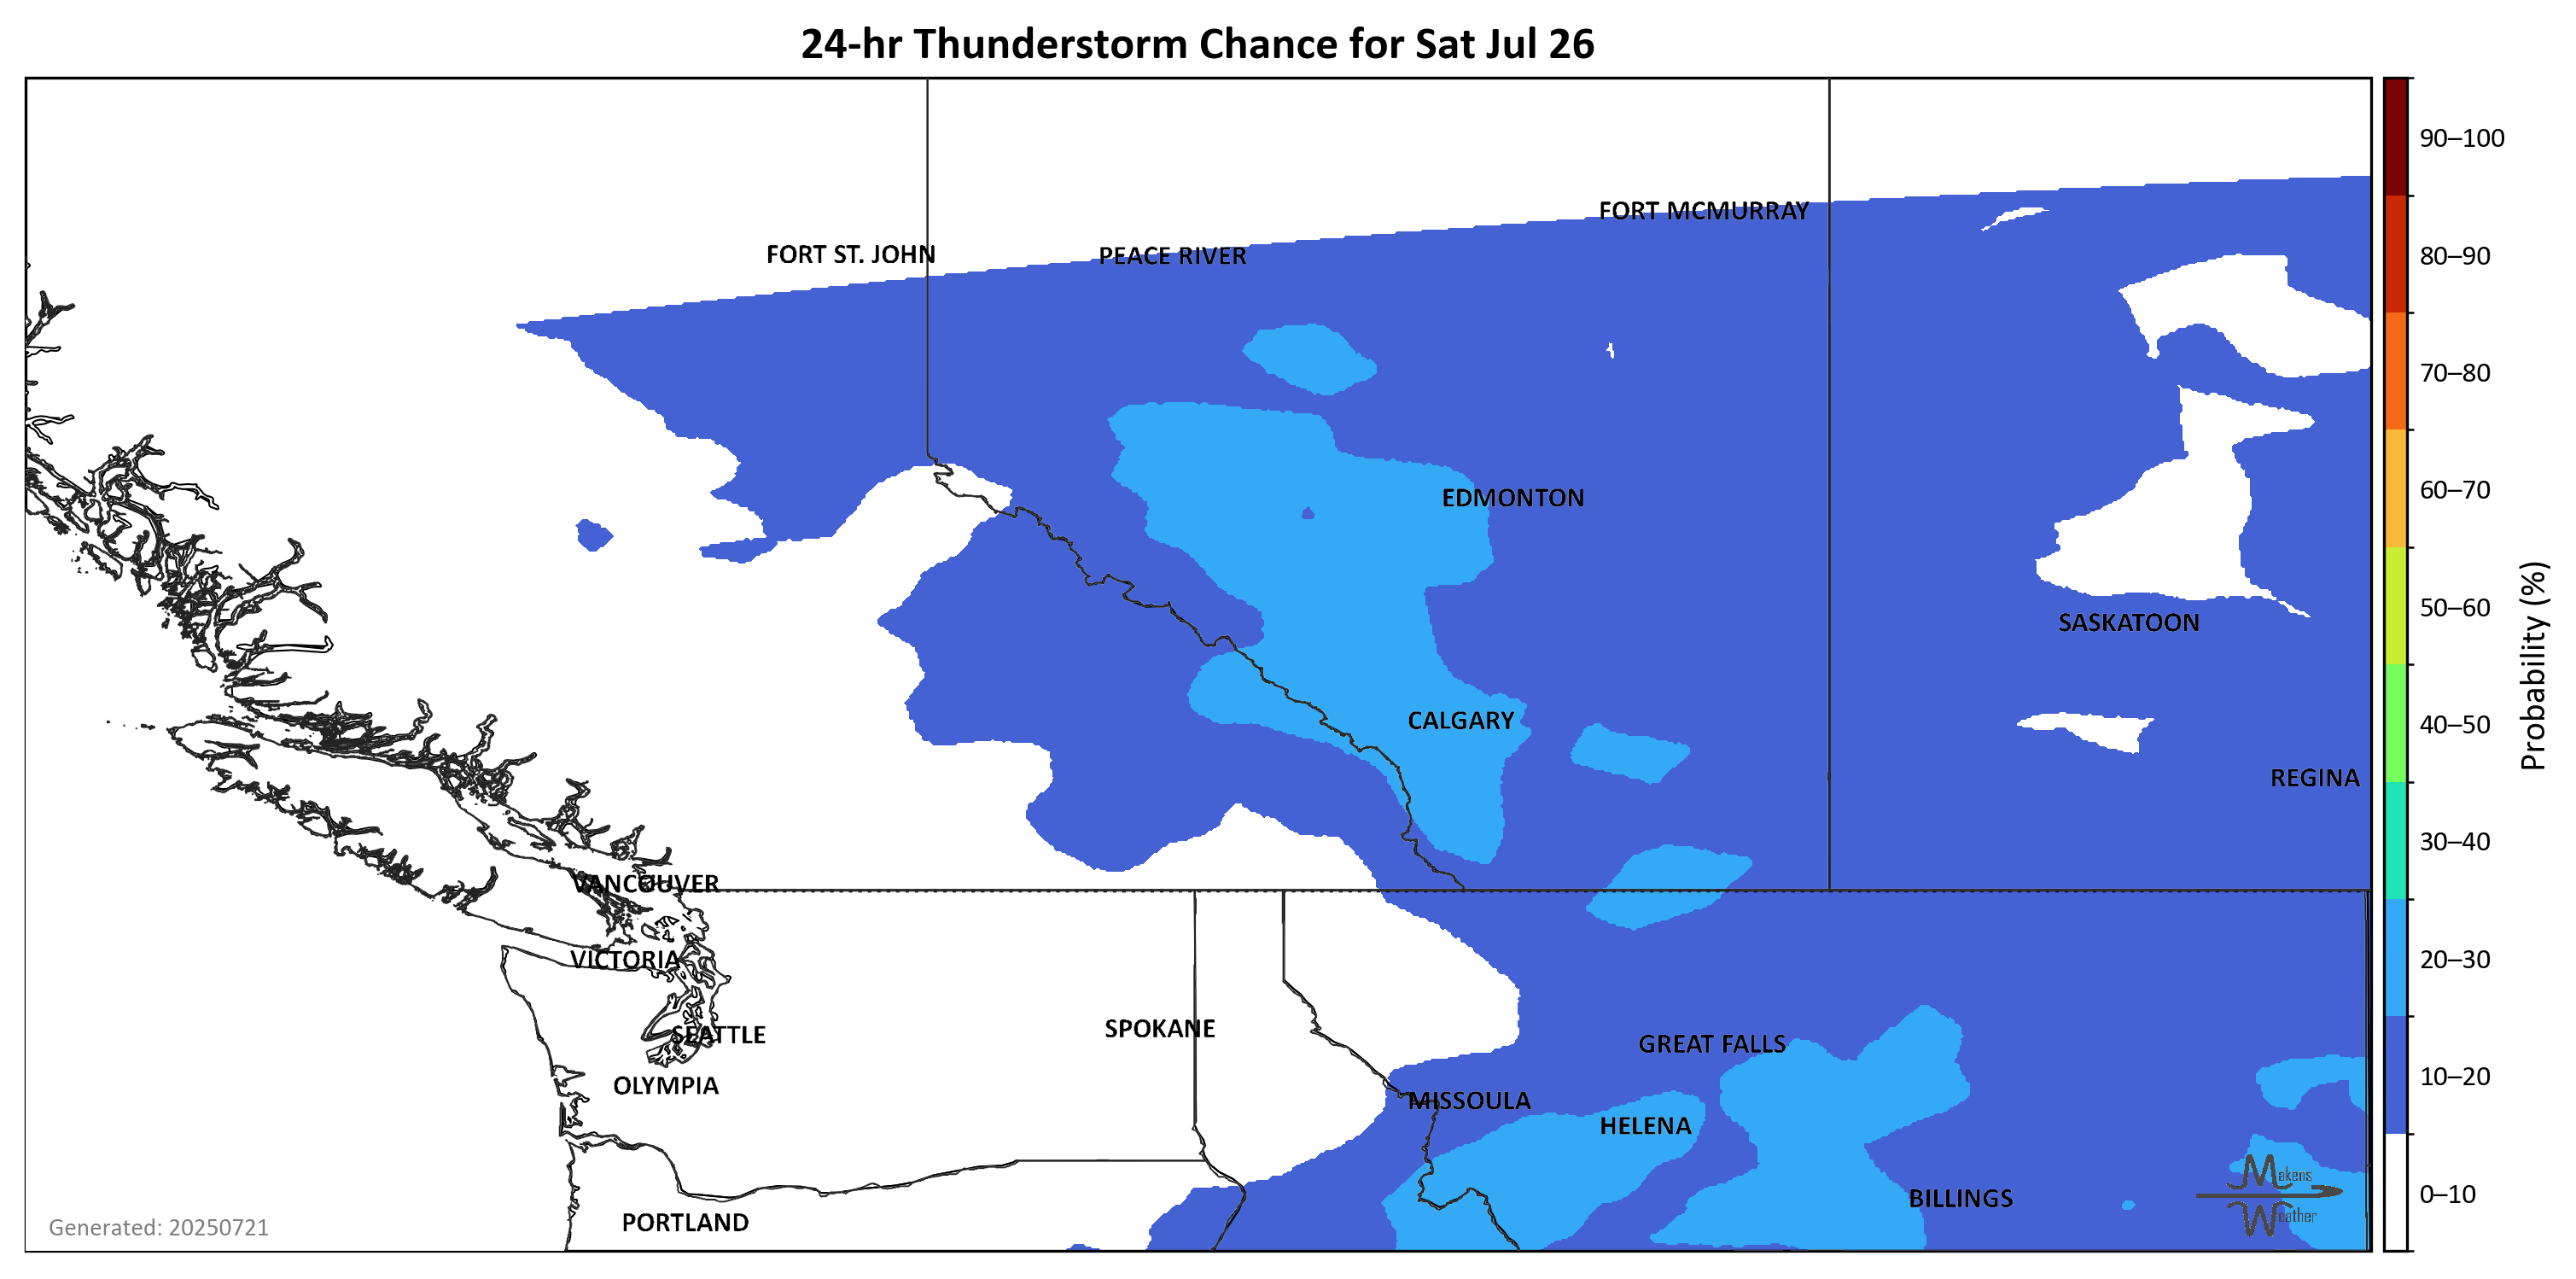 24-hr Thunderstorm Chance for Sat Jul 26
90–100
FORT MCMURRAY
FORT ST. JOHN
PEACE RIVER
80–90
70–80
EDMONTON
60–70
SASKATOON
50–60
CALGARY
40–50
REGINA
Probability (%)
30–40
VANCOUVER
VICTORIA
20–30
SPOKANE
SEATTLE
GREAT FALLS
OLYMPIA
10–20
MISSOULA
HELENA
Makens
Weather
BILLINGS
0–10
PORTLAND
Generated: 20250721